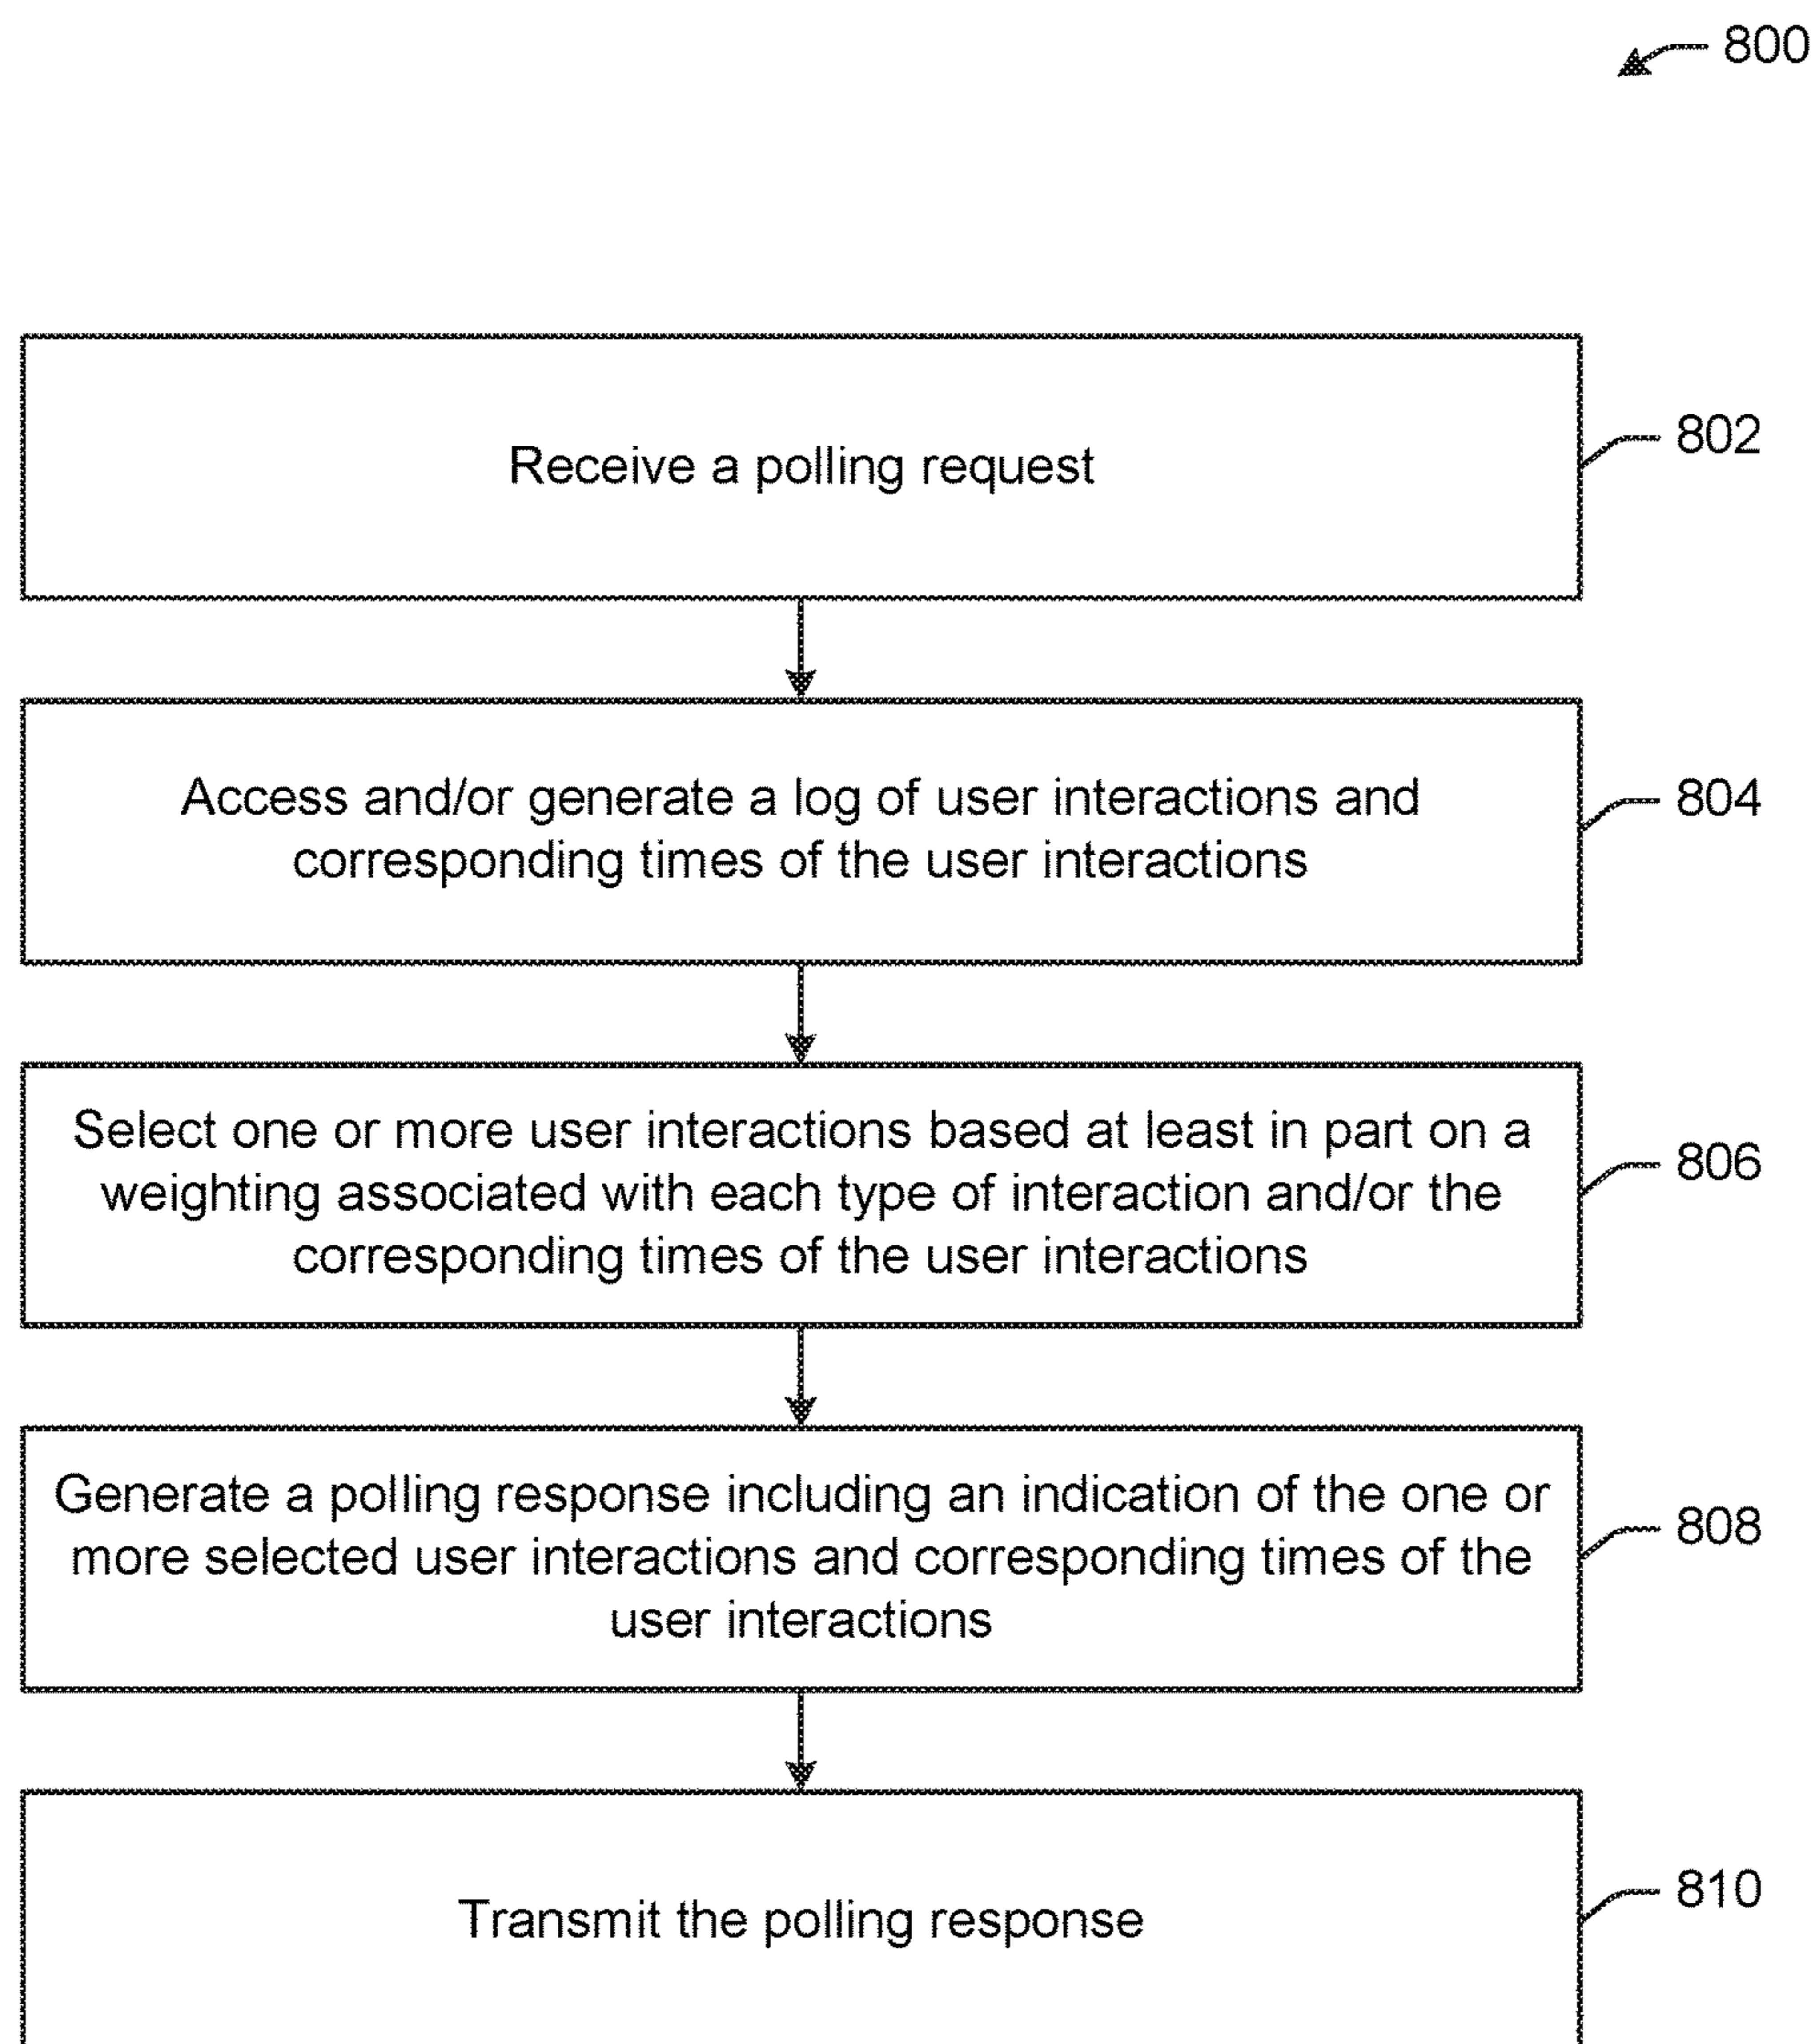 800
Receive a polling request
802
Access and/or generate a log of user interactions and
corresponding times of the user interactions
804
Select one or more user interactions based at least in part on a
weighting associated with each type of interaction and/or the
corresponding times of the user interactions
806
Generate a polling response including an indication of the one or
more selected user interactions and corresponding times of the
user interactions
808
Transmit the polling response
810